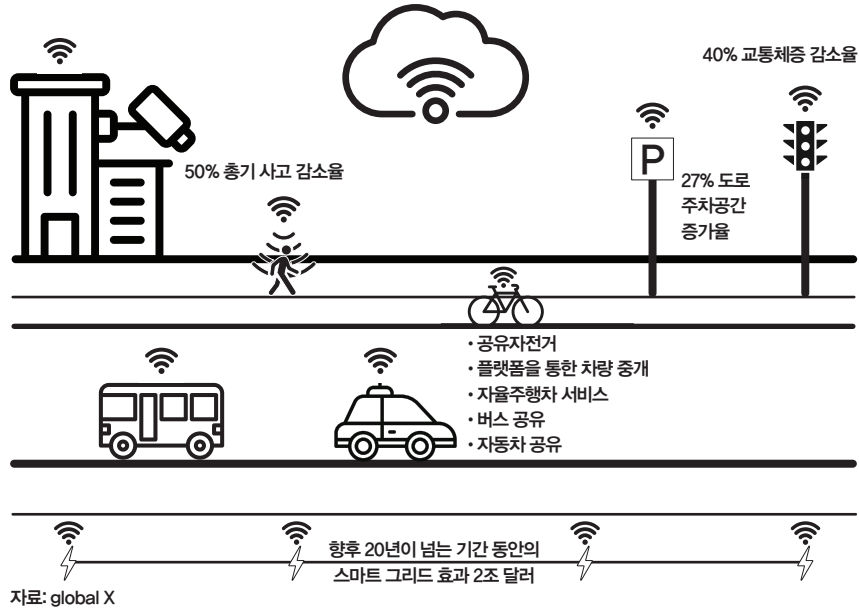 40% 교통체증 감소율
50% 총기 사고 감소율
P
27% 도로
주차공간
증가율
• 공유자전거
• 플랫폼을 통한 차량 중개
• 자율주행차 서비스
• 버스 공유
• 자동차 공유
향후 20년이 넘는 기간 동안의
스마트 그리드 효과 2조 달러
자료: global X